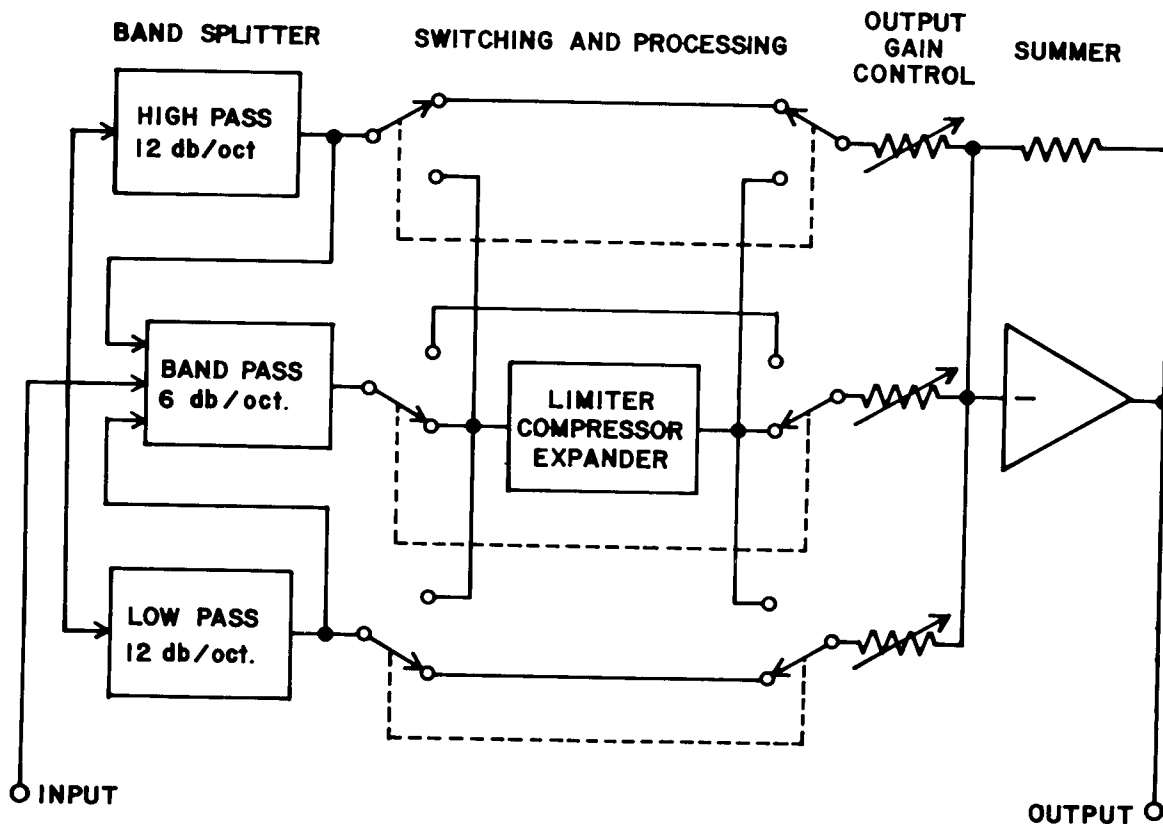 BAND SPLITTER
SWITCHING AND PROCESSING
OUTPUT
GAIN
CONTROL
SUMMER
HIGH PASS
12 db/oct
BAND PASS
6 db/oct.
LIMITER
COMPRESSOR
EXPANDER
−
LOW PASS
12 db/oct.
INPUT
OUTPUT